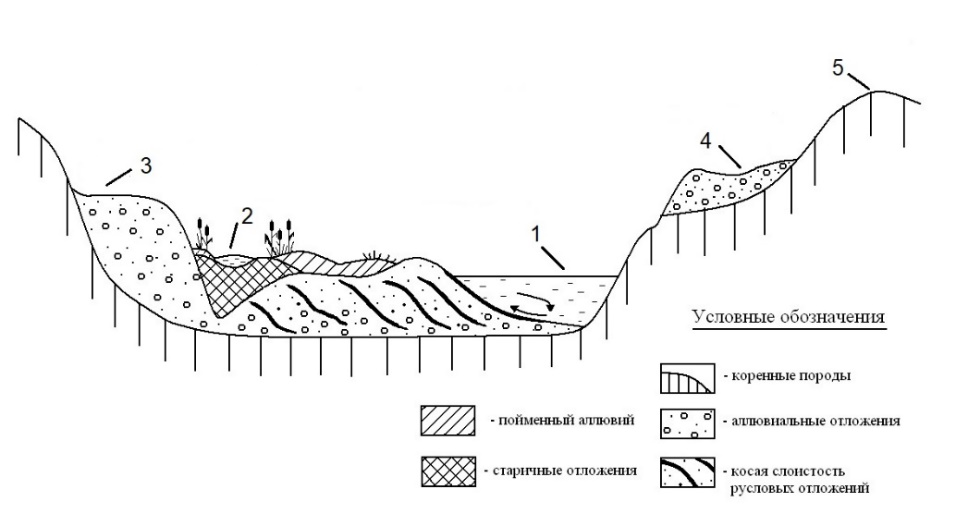 5
4
3
2
1
Условные обозначения
- коренные породы
- пойменный аллювий
- аллювиальные отложения
- старичные отложения
- косая слоистость
русловых отложений